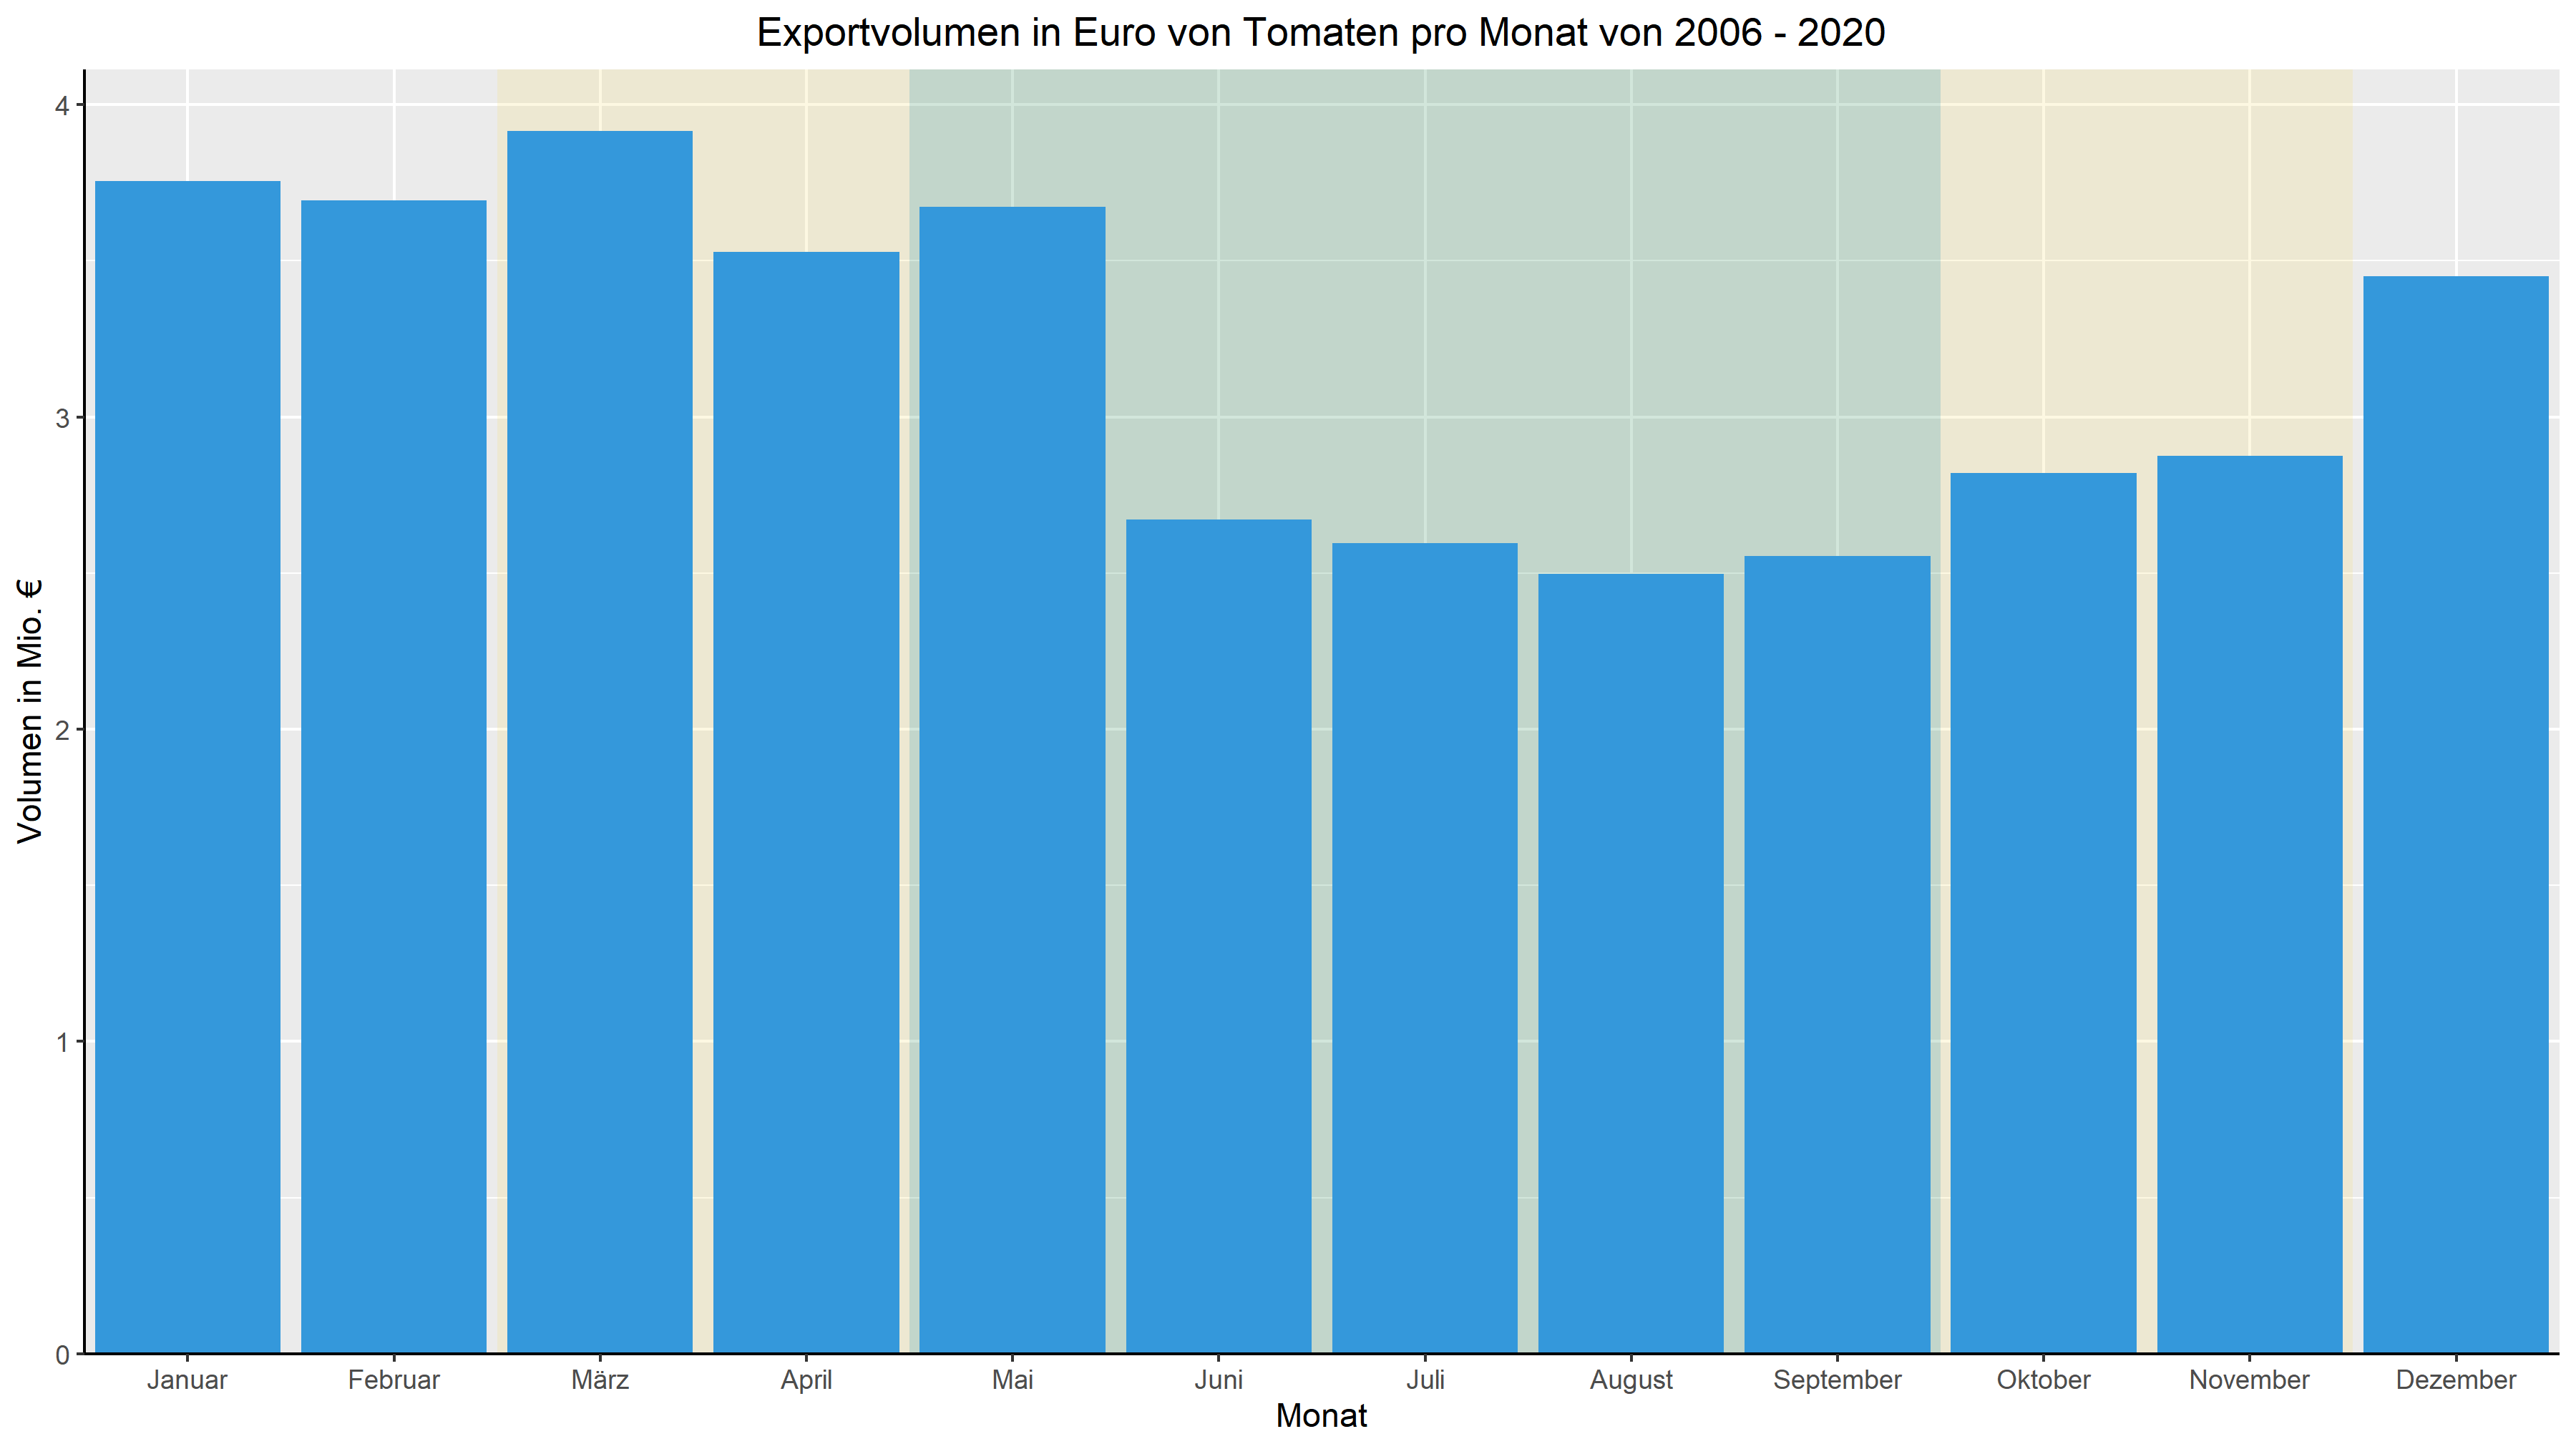 Exportvolumen in Euro von Tomaten pro Monat von 2006 - 2020
Volumen in Mio. €
4
3
2
1
0
Januar Februar März April Mai Juni Juli August September Oktober November Dezember
Monat